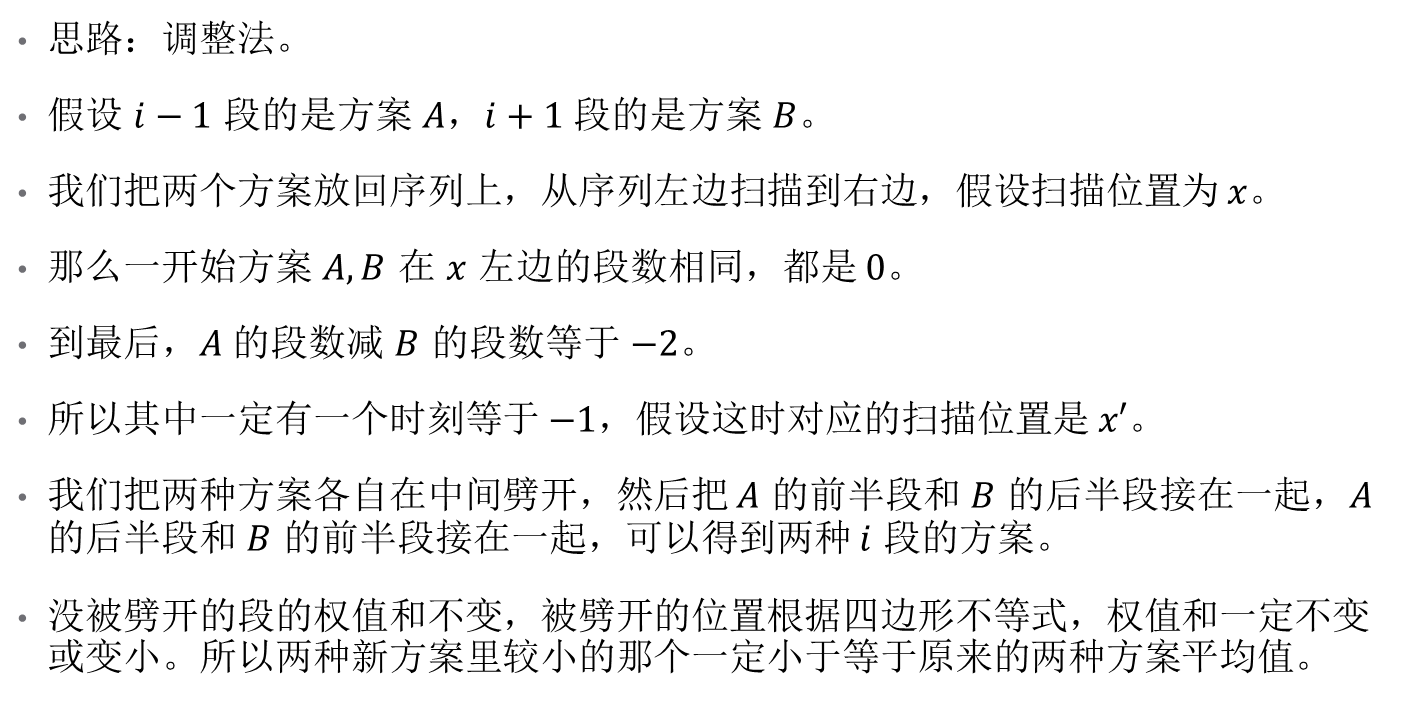 • 思路：调整法。
• 假设 i − 1 段的是方案 A，i + 1 段的是方案 B。
• 我们把两个方案放回序列上，从序列左边扫描到右边，假设扫描位置为 x。
• 那么一开始方案 A, B 在 x 左边的段数相同，都是 0。
• 到最后，A 的段数减 B 的段数等于 −2。
• 所以其中一定有一个时刻等于 −1，假设这时对应的扫描位置是 x′。
• 我们把两种方案各自在中间劈开，然后把 A 的前半段和 B 的后半段接在一起，A
的后半段和 B 的前半段接在一起，可以得到两种 i 段的方案。
• 没被劈开的段的权值和不变，被劈开的位置根据四边形不等式，权值和一定不变
或变小。所以两种新方案里较小的那个一定小于等于原来的两种方案平均值。